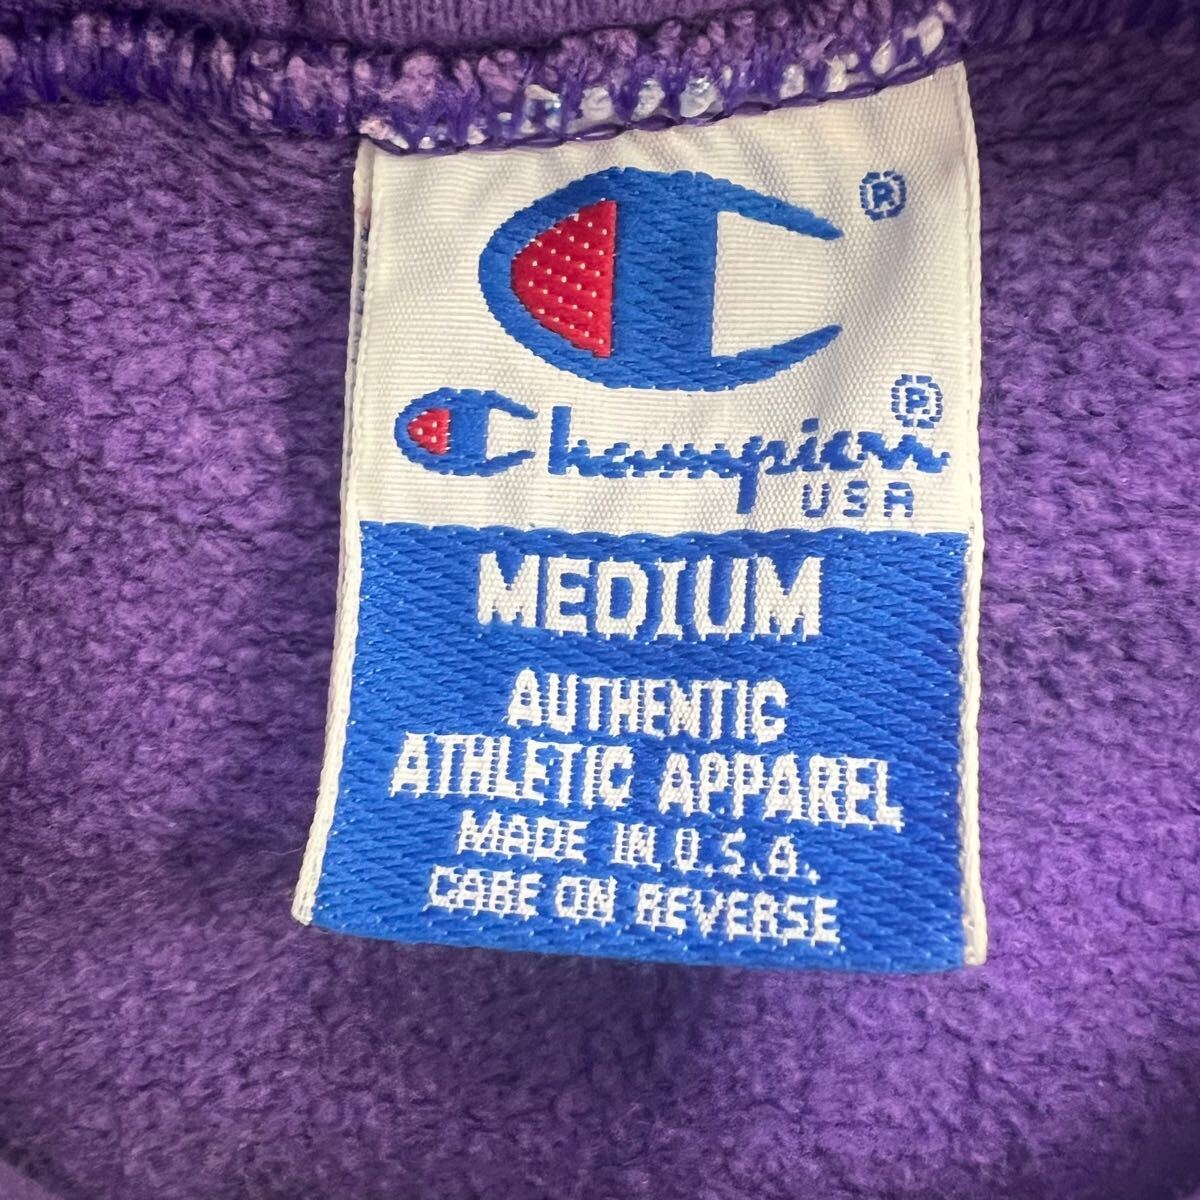 ®
Champion®
USA
MEDIUM
AUTHENTIC
ATHLETIC APPAREL
MADE IN U.S.A.
CARE ON REVERSE